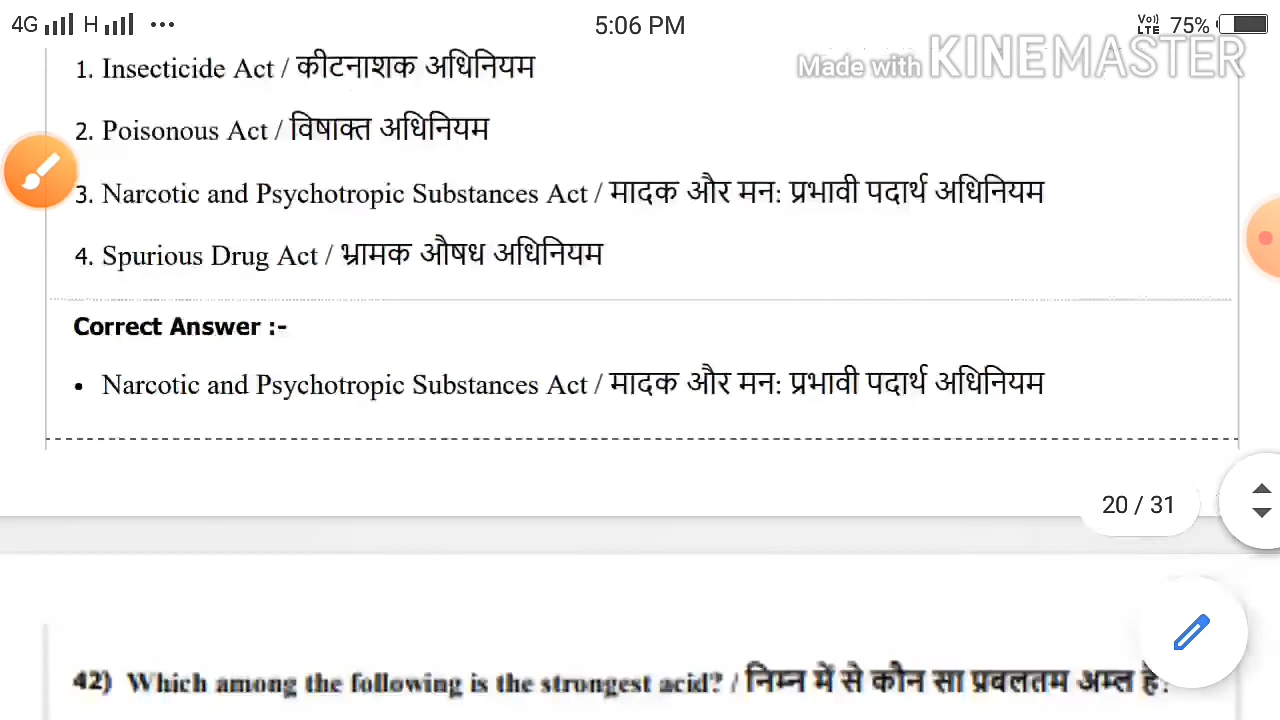 4G H ••• 5:06 PM Vo)) LTE 75%
Made with KINEMASTER
1. Insecticide Act / कीटनाशक अधिनियम
2. Poisonous Act / विषाक्त अधिनियम
3. Narcotic and Psychotropic Substances Act / मादक और मन: प्रभावी पदार्थ अधिनियम
4. Spurious Drug Act / भ्रामक औषध अधिनियम
Correct Answer :-
• Narcotic and Psychotropic Substances Act / मादक और मन: प्रभावी पदार्थ अधिनियम
20 / 31
42) Which among the following is the strongest acid? / निम्न में से कौन सा प्रबलतम अम्ल है?